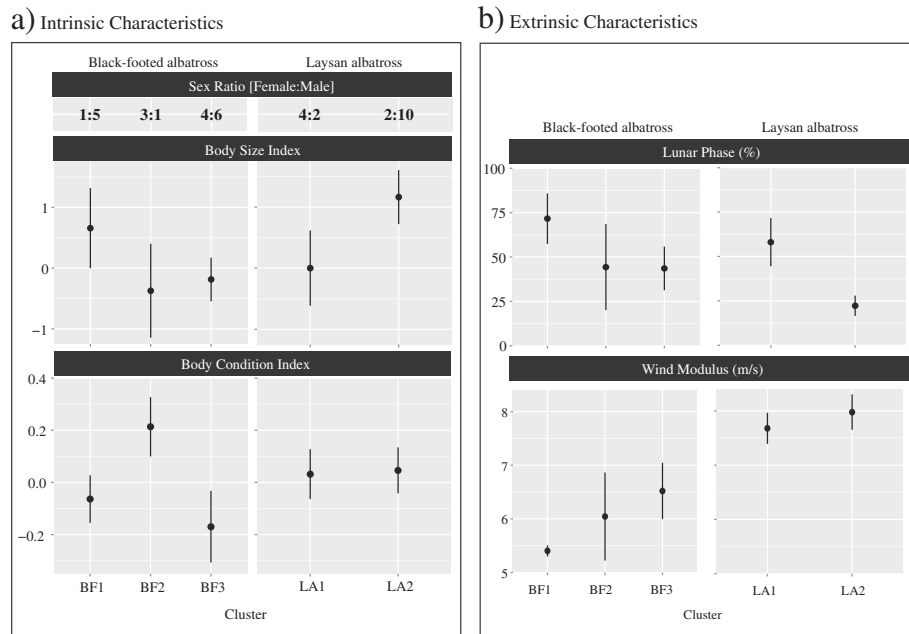 a) Intrinsic Characteristics
Black-footed albatross Laysan albatross
Sex Ratio [Female:Male]
1:5 3:1 4:6 4:2 2:10
Body Size Index
1
0
−1
Body Condition Index
0.4
0.2
0.0
−0.2
BF1 BF2 BF3 LA1 LA2
Cluster
b) Extrinsic Characteristics
Black-footed albatross Laysan albatross
Lunar Phase (%)
100
75
50
25
0
Wind Modulus (m/s)
8
7
6
5
BF1 BF2 BF3 LA1 LA2
Cluster